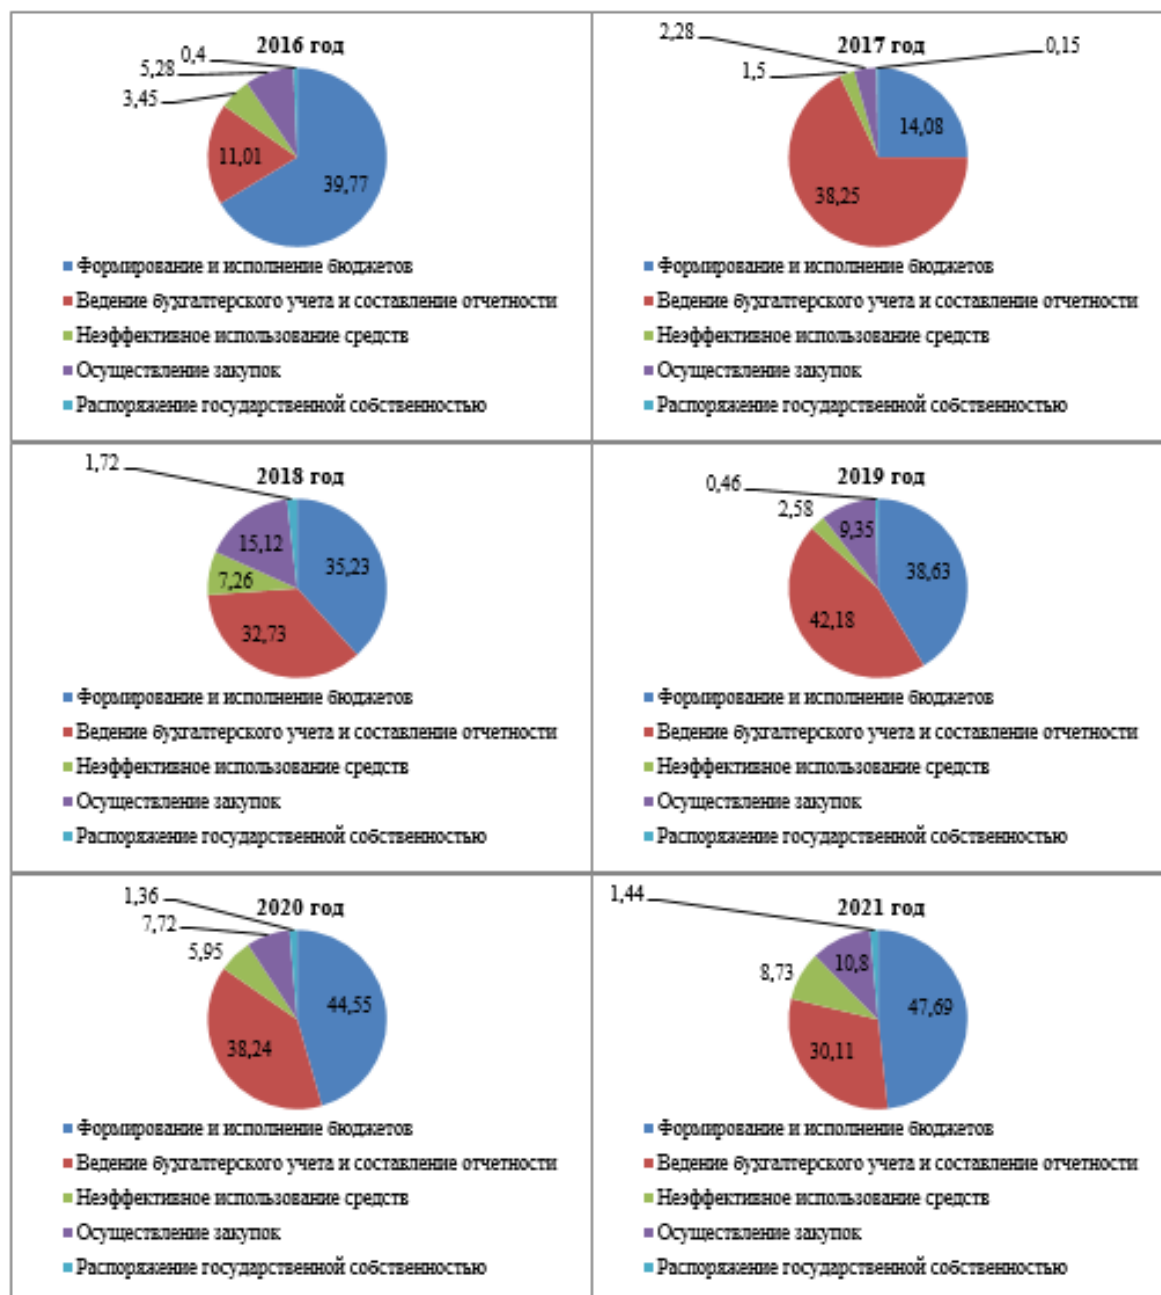 2016 год
0,4
5,28
3,45
11,01
39,77
Формирование и исполнение бюджетов
Ведение бухгалтерского учета и составление отчетности
Неэффективное использование средств
Осуществление закупок
Распоряжение государственной собственностью
2017 год
2,28
0,15
1,5
14,08
38,25
Формирование и исполнение бюджетов
Ведение бухгалтерского учета и составление отчетности
Неэффективное использование средств
Осуществление закупок
Распоряжение государственной собственностью
2018 год
1,72
15,12
35,23
7,26
32,73
Формирование и исполнение бюджетов
Ведение бухгалтерского учета и составление отчетности
Неэффективное использование средств
Осуществление закупок
Распоряжение государственной собственностью
2019 год
0,46
2,58
9,35
38,63
42,18
Формирование и исполнение бюджетов
Ведение бухгалтерского учета и составление отчетности
Неэффективное использование средств
Осуществление закупок
Распоряжение государственной собственностью
2020 год
1,36
7,72
5,95
44,55
38,24
Формирование и исполнение бюджетов
Ведение бухгалтерского учета и составление отчетности
Неэффективное использование средств
Осуществление закупок
Распоряжение государственной собственностью
2021 год
1,44
10,8
8,73
47,69
30,11
Формирование и исполнение бюджетов
Ведение бухгалтерского учета и составление отчетности
Неэффективное использование средств
Осуществление закупок
Распоряжение государственной собственностью